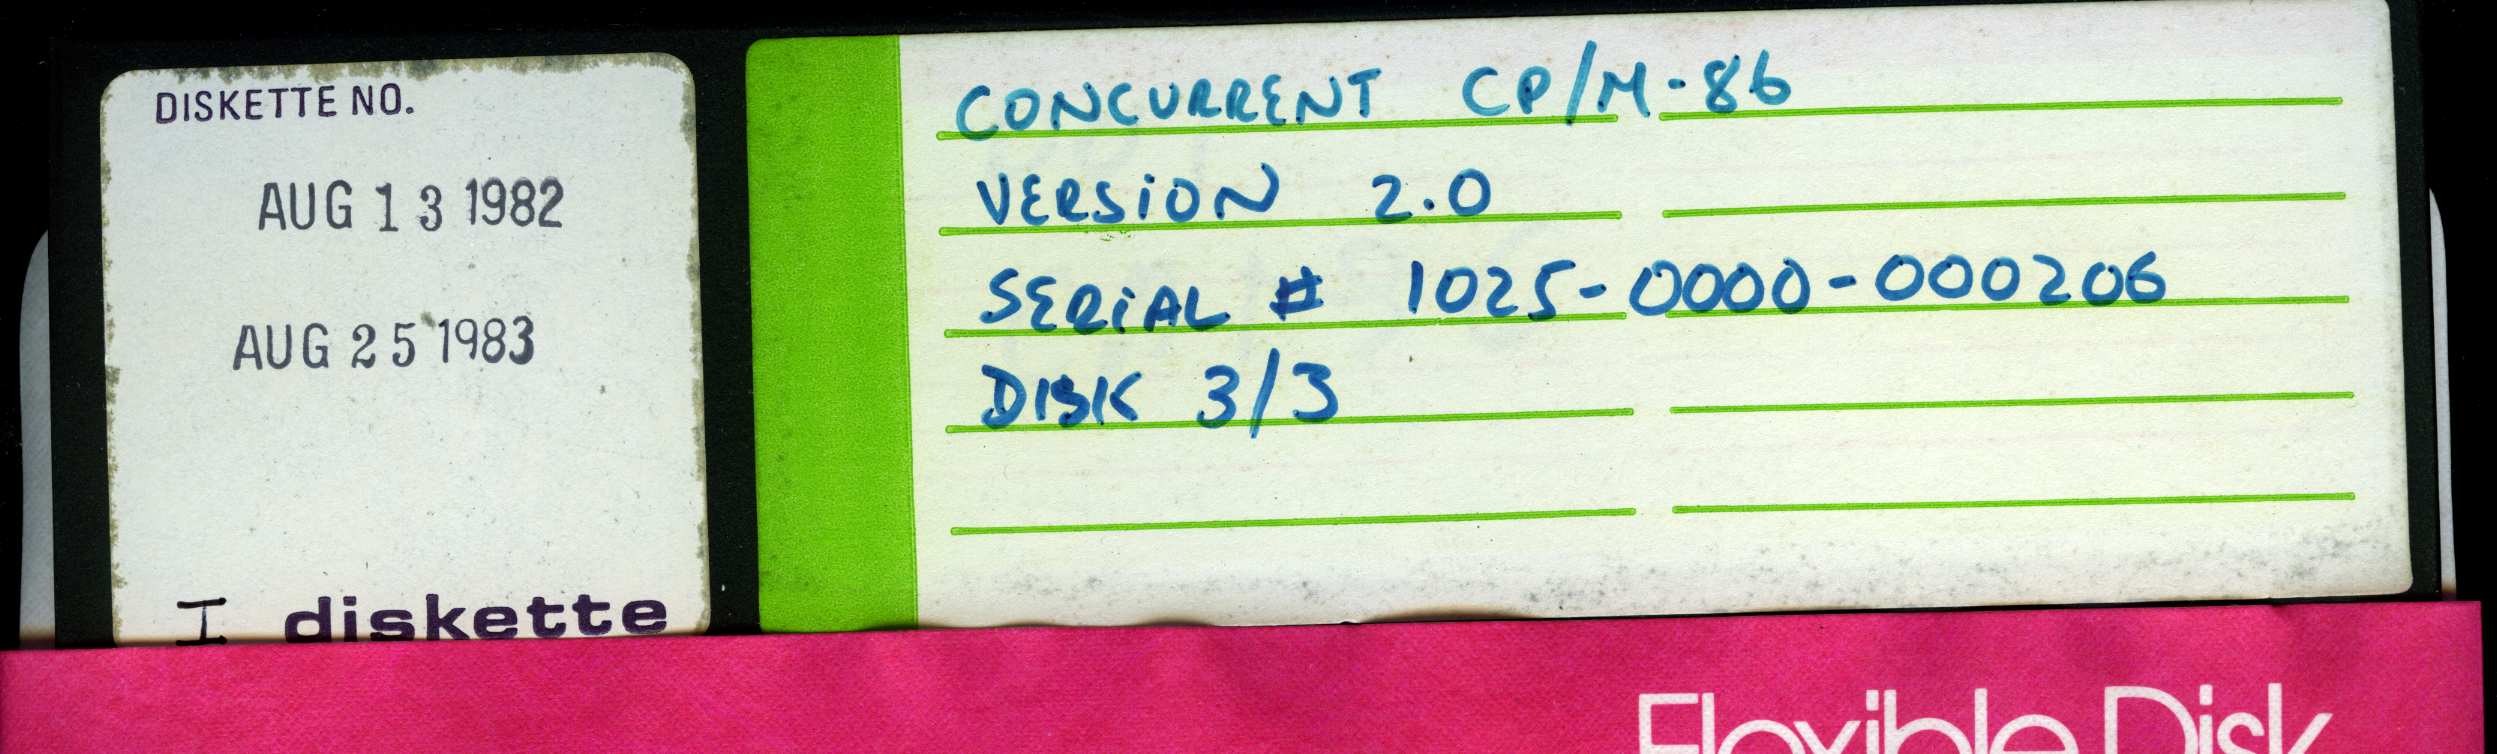 DISKETTE NO.
AUG 13 1982
AUG 25 1983
I diskette
CONCURRENT CP/M-86
VERSION 2.0
SERIAL # 1025-0000-000206
DISK 3/3
Flexible Disk